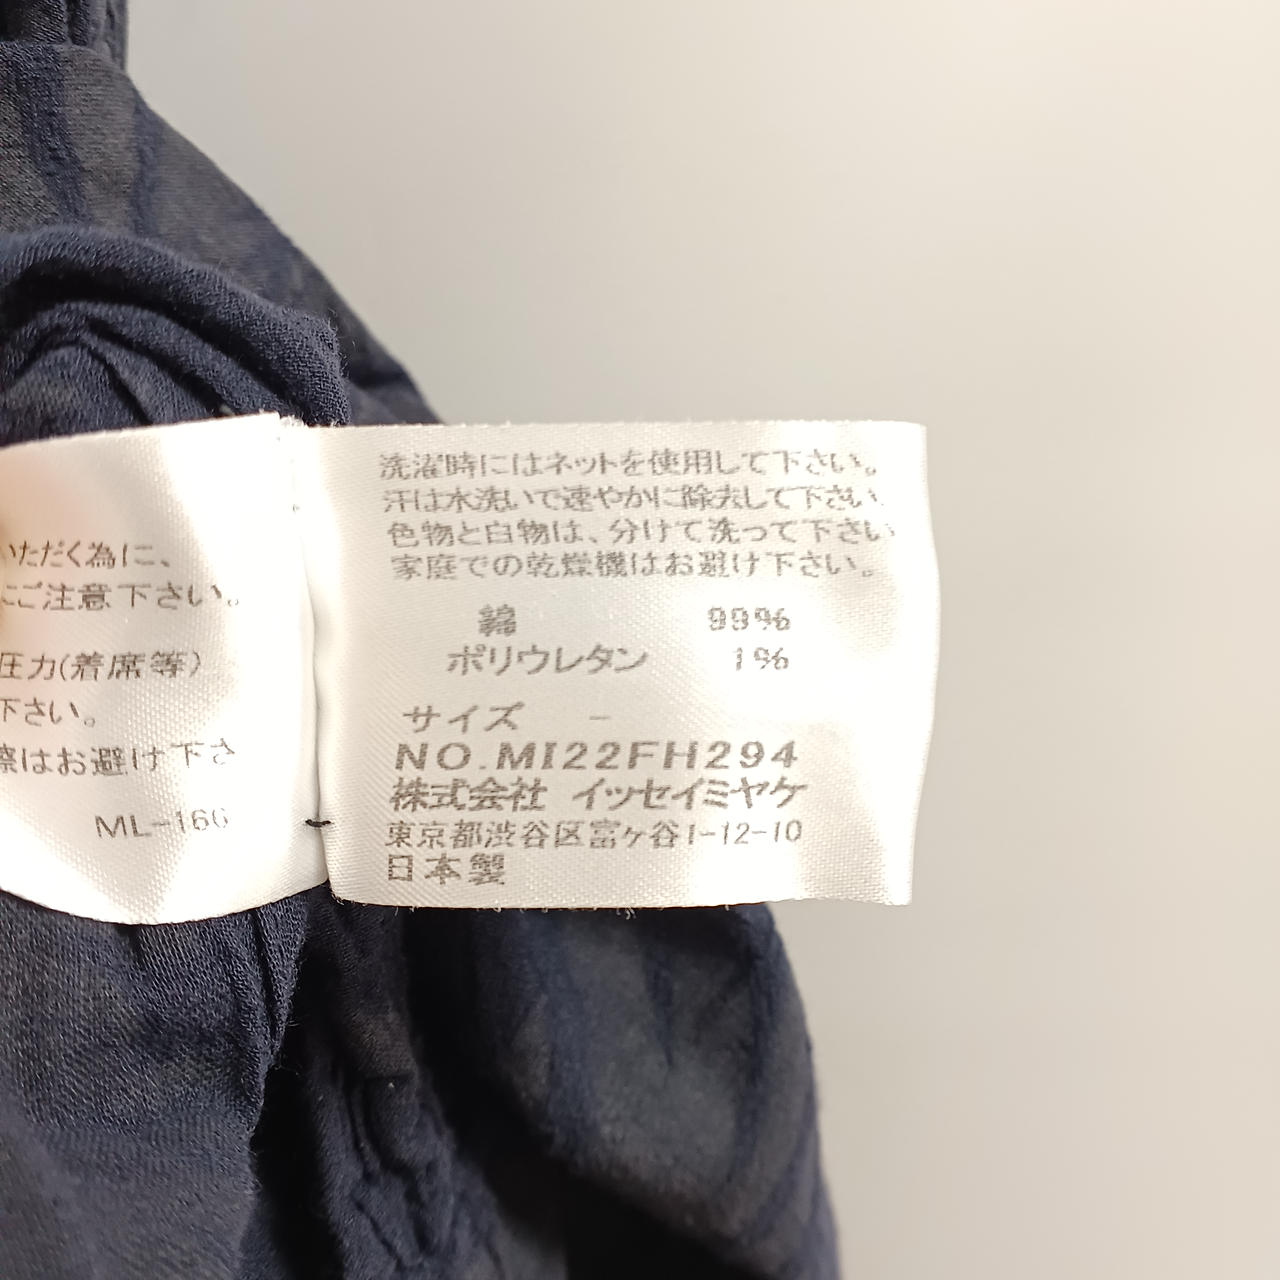 いただく為に、
にご注意下さい。
圧力(着席等)
下さい。
際はお避け下さ
ML-166
洗濯時にはネットを使用して下さい。
汗は水洗いで速やかに除去して下さい
色物と白物は、分けて洗って下さい
家庭での乾燥機はお避け下さい。
綿 99%
ポリウレタン 1%
サイズ -
NO.MI22FH294
株式会社 イッセイミヤケ
東京都渋谷区富ヶ谷1-12-10
日本製